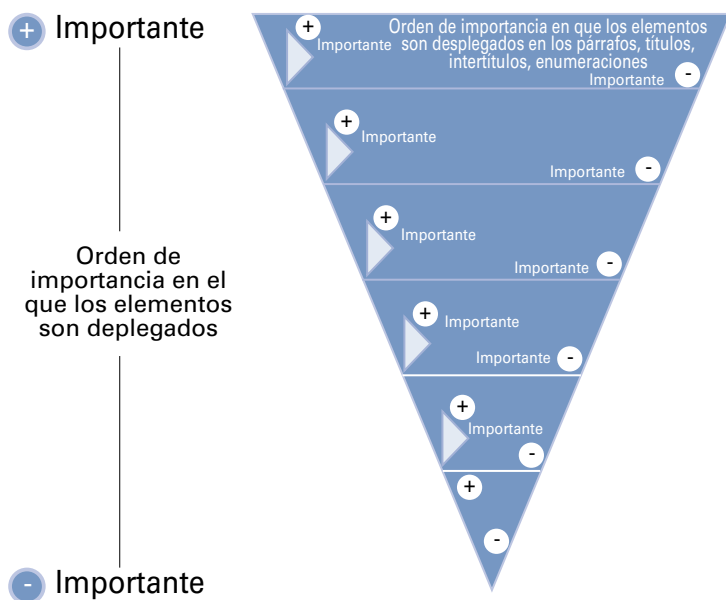 + Importante
Orden de
importancia en el
que los elementos
son deplegados
- Importante
+
Importante
Orden de importancia en que los elementos
son desplegados en los párrafos, títulos,
intertítulos, enumeraciones
Importante -
+
Importante
Importante -
+
Importante
Importante -
+
Importante
Importante -
+
Importante
-
+
-